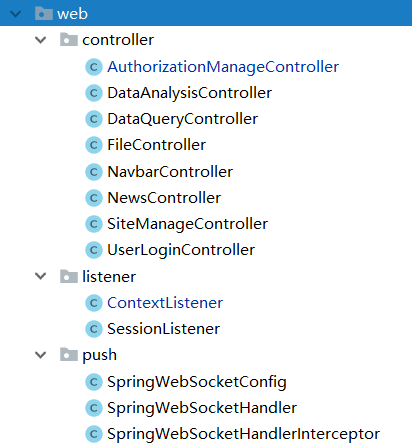 web
controller
AuthorizationManageController
DataAnalysisController
DataQueryController
FileController
NavbarController
NewsController
SiteManageController
UserLoginController
listener
ContextListener
SessionListener
push
SpringWebSocketConfig
SpringWebSocketHandler
SpringWebSocketHandlerInterceptor